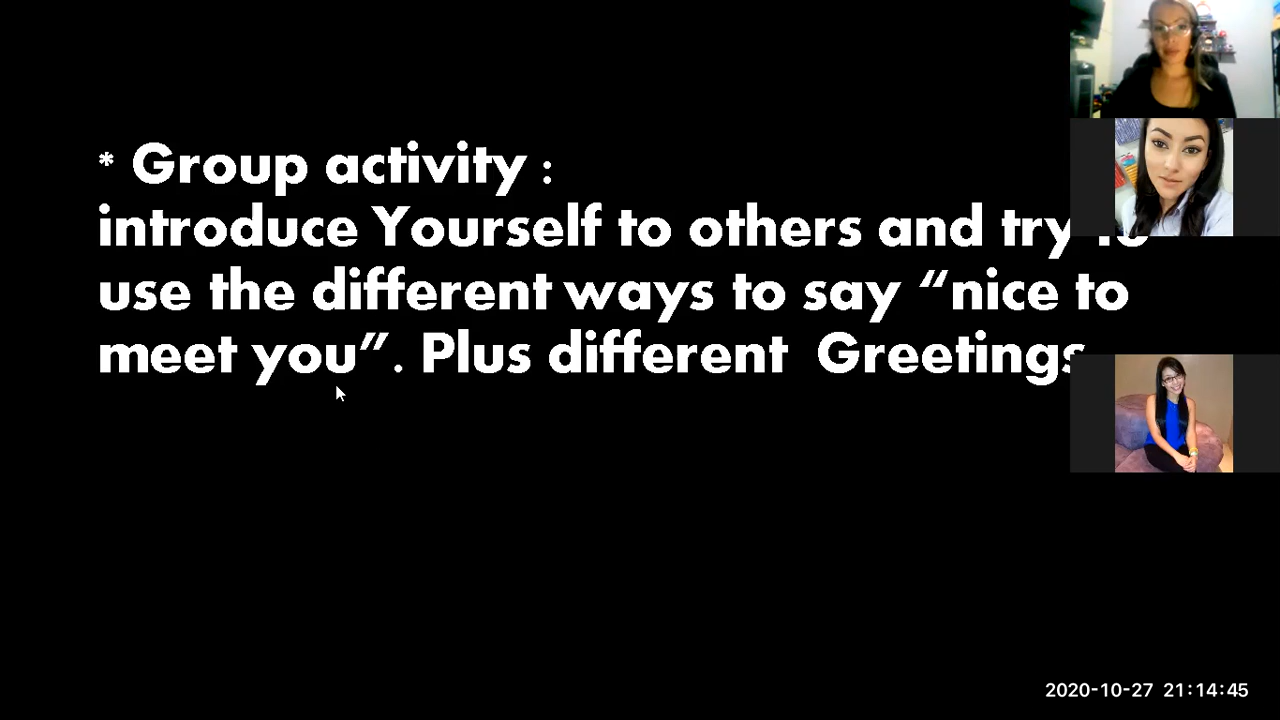 * Group activity :
introduce Yourself to others and try to
use the different ways to say “nice to
meet you”. Plus different Greetings
2020-10-27 21:14:45